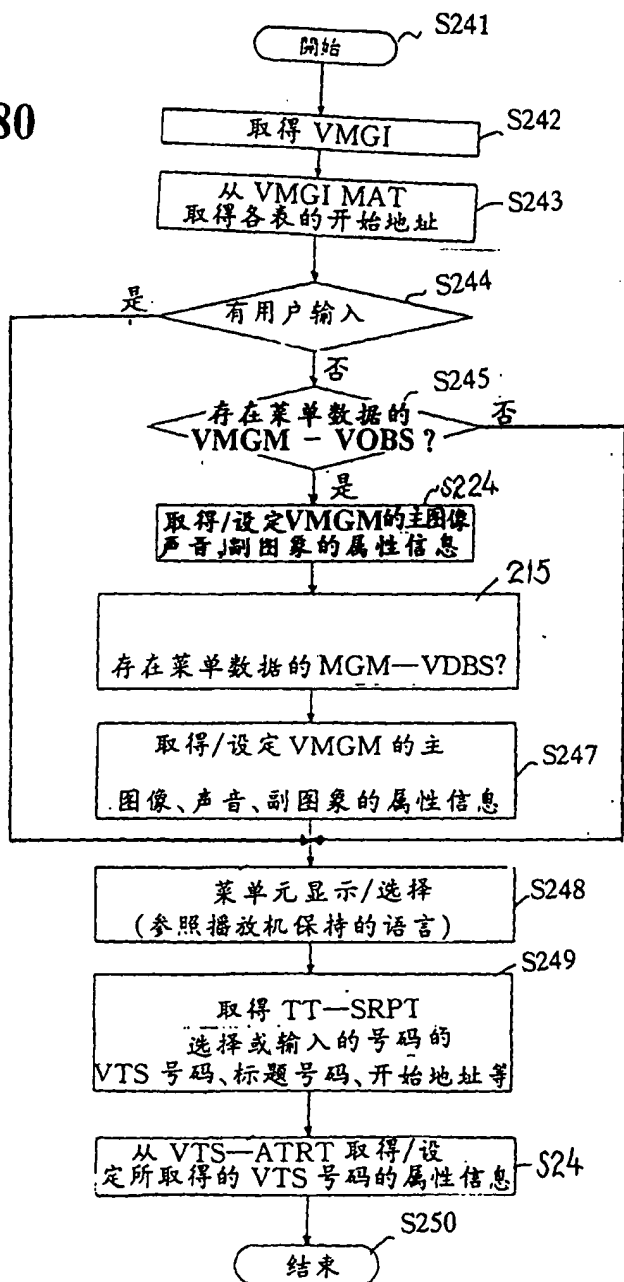 S241
開始
80
取得 VMGI
S242
从 VMGI MAT
取得各表的开始地址
S243
S244
是
有用户输入
否
S245
存在菜单数据的
VMGM - VOBS?
否
是
S224
取得/设定VMGM的主图像
声音,副图象的属性信息
215
存在菜单数据的 MGM—VDBS?
取得/设定 VMGM 的主
图像、声音、副图象的属性信息
S247
菜单元显示/选择
(参照播放机保持的语言)
S248
S249
取得 TT—SRPT
选择或输入的号码的
VTS 号码、标题号码、开始地址等
从 VTS—ATRT 取得/设
定所取得的 VTS 号码的属性信息
S24
S250
结束